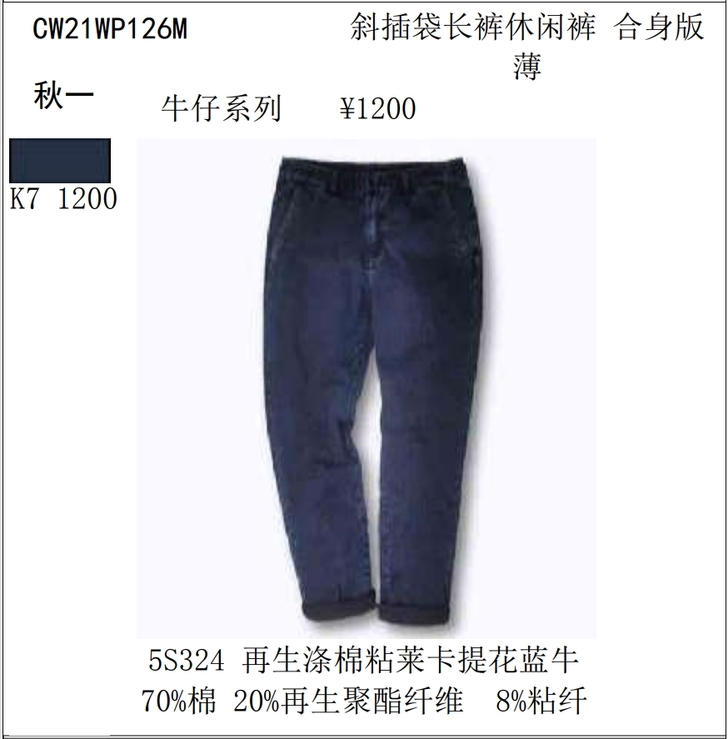 CW21WP126M 斜插袋长裤休闲裤 合身版
薄
秋一
牛仔系列 ¥1200
K7 1200
5S324 再生涤棉粘莱卡提花蓝牛
70%棉 20%再生聚酯纤维 8%粘纤